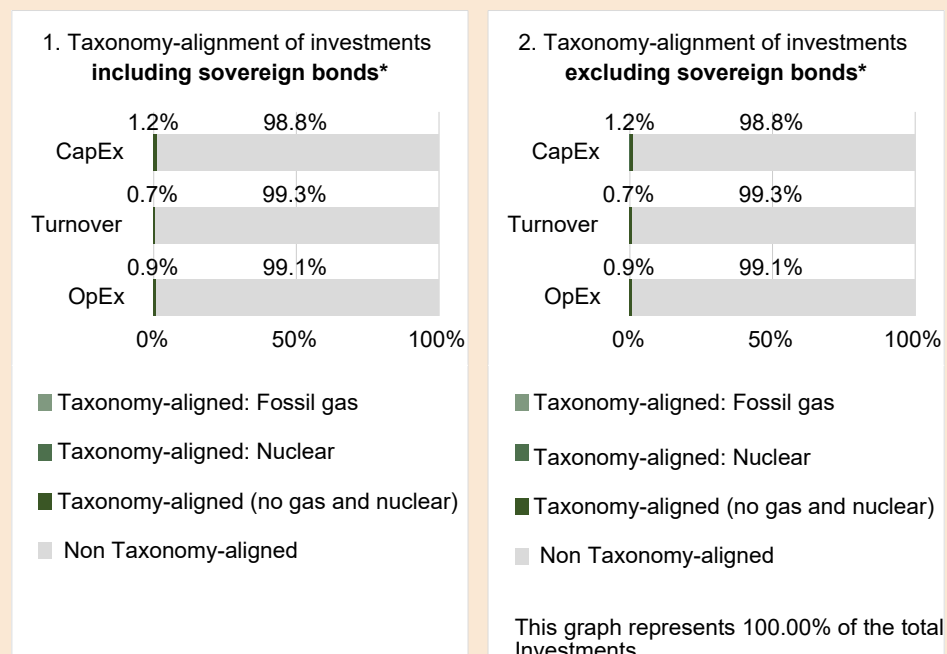 1. Taxonomy-alignment of investments
including sovereign bonds*
1.2% 98.8%
CapEx
0.7% 99.3%
Turnover
0.9% 99.1%
OpEx
0% 50% 100%
Taxonomy-aligned: Fossil gas
Taxonomy-aligned: Nuclear
Taxonomy-aligned (no gas and nuclear)
Non Taxonomy-aligned
2. Taxonomy-alignment of investments
excluding sovereign bonds*
1.2% 98.8%
CapEx
0.7% 99.3%
Turnover
0.9% 99.1%
OpEx
0% 50% 100%
Taxonomy-aligned: Fossil gas
Taxonomy-aligned: Nuclear
Taxonomy-aligned (no gas and nuclear)
Non Taxonomy-aligned
This graph represents 100.00% of the total
Investments